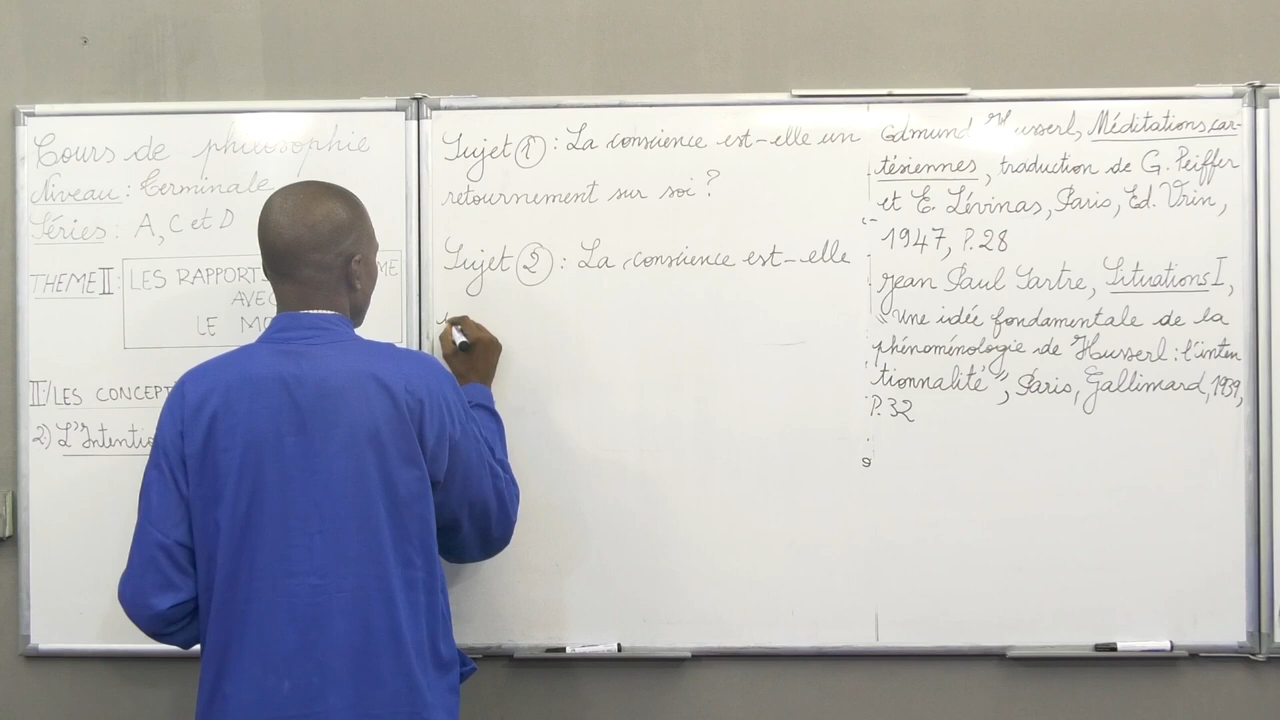 Cours de philosophie
Niveau : Terminale
Séries : A, C et D
THEME II : LES RAPPORT ME
AVEC
LE MO
II / LES CONCEPT
2) L'Intentio
Sujet ① : La conscience est-elle un
retournement sur soi ?
Sujet ② : La conscience est-elle
Edmund Husserl, Méditations car-
tésiennes, traduction de G. Peiffer
et E. Lévinas, Paris, Ed. Vrin,
1947, P.28
Jean Paul Sartre, Situations I,
"Une idée fondamentale de la
phénoménologie de Husserl : l'inten
tionnalité", Paris, Gallimard, 1939,
P.32